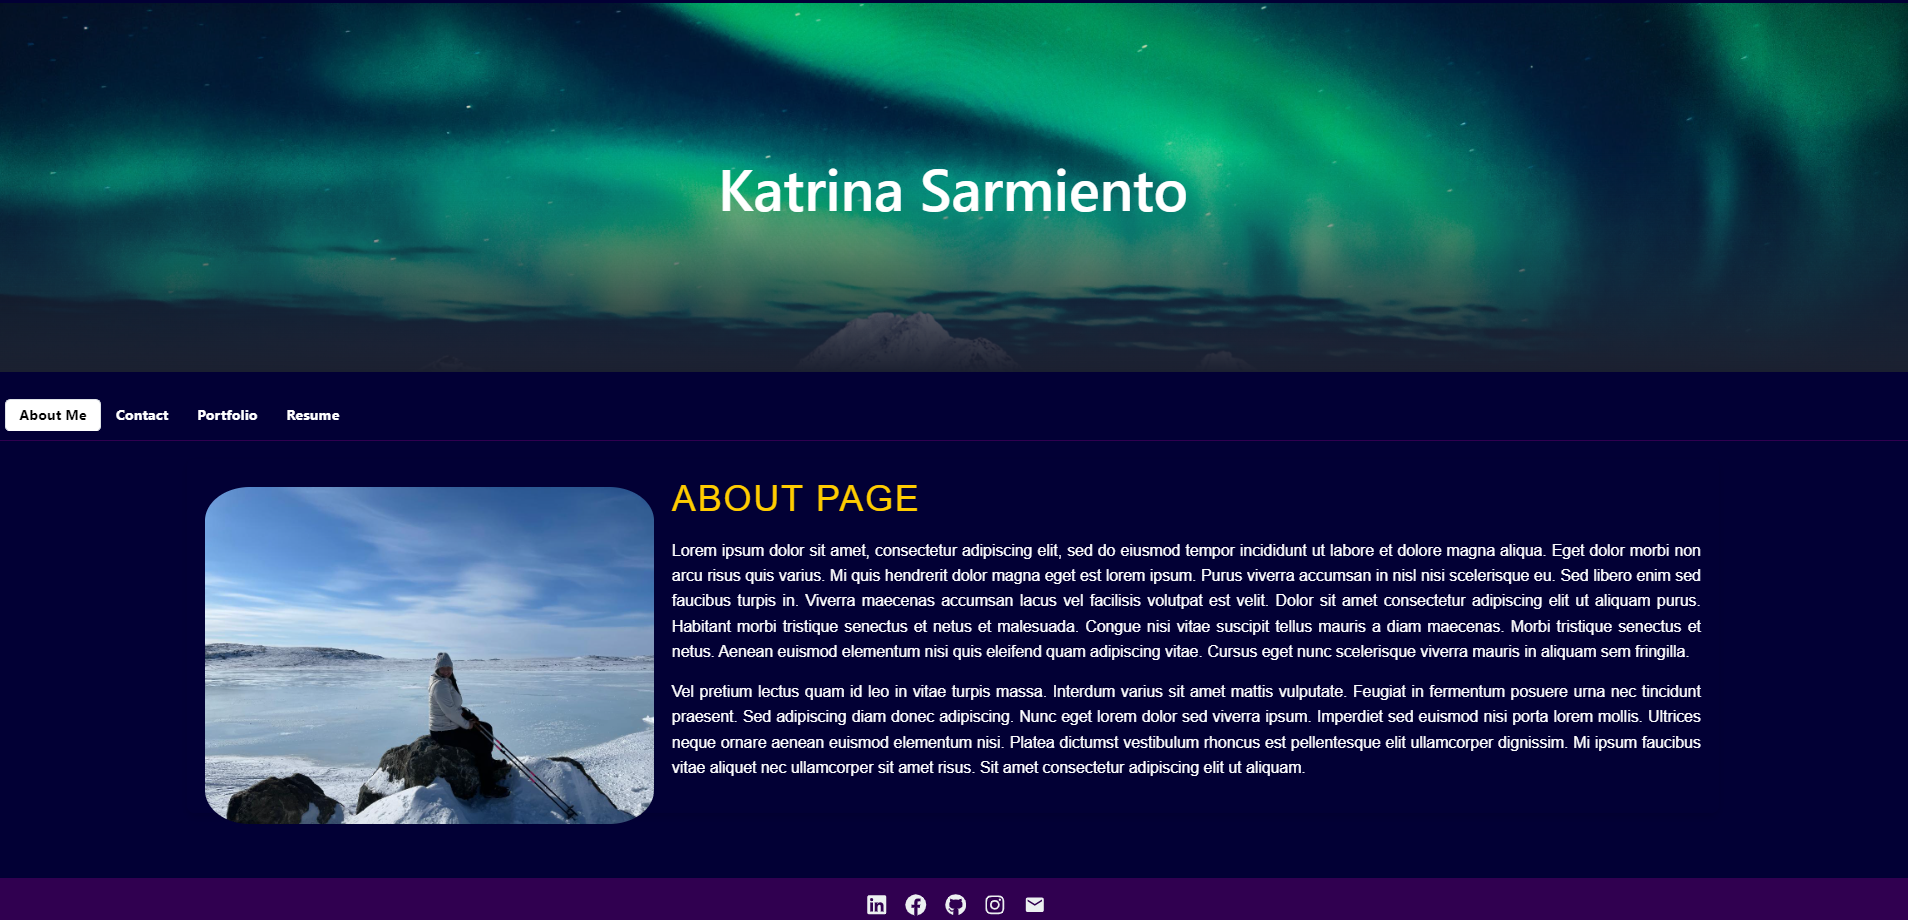 Katrina Sarmiento
About Me Contact Portfolio Resume
ABOUT PAGE
Lorem ipsum dolor sit amet, consectetur adipiscing elit, sed do eiusmod tempor incididunt ut labore et dolore magna aliqua. Eget dolor morbi non
arcu risus quis varius. Mi quis hendrerit dolor magna eget est lorem ipsum. Purus viverra accumsan in nisl nisi scelerisque eu. Sed libero enim sed
faucibus turpis in. Viverra maecenas accumsan lacus vel facilisis volutpat est velit. Dolor sit amet consectetur adipiscing elit ut aliquam purus.
Habitant morbi tristique senectus et netus et malesuada. Congue nisi vitae suscipit tellus mauris a diam maecenas. Morbi tristique senectus et
netus. Aenean euismod elementum nisi quis eleifend quam adipiscing vitae. Cursus eget nunc scelerisque viverra mauris in aliquam sem fringilla.
Vel pretium lectus quam id leo in vitae turpis massa. Interdum varius sit amet mattis vulputate. Feugiat in fermentum posuere urna nec tincidunt
praesent. Sed adipiscing diam donec adipiscing. Nunc eget lorem dolor sed viverra ipsum. Imperdiet sed euismod nisi porta lorem mollis. Ultrices
neque ornare aenean euismod elementum nisi. Platea dictumst vestibulum rhoncus est pellentesque elit ullamcorper dignissim. Mi ipsum faucibus
vitae aliquet nec ullamcorper sit amet risus. Sit amet consectetur adipiscing elit ut aliquam.